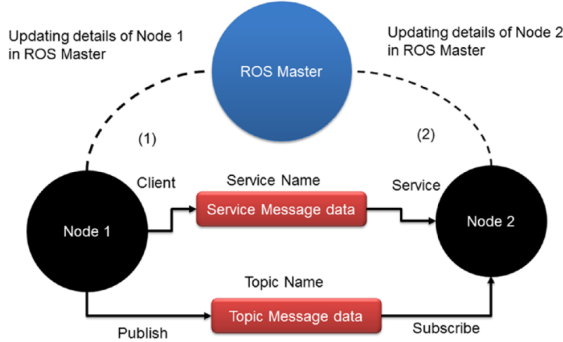 Updating details of Node 1
in ROS Master
Updating details of Node 2
in ROS Master
ROS Master
(1)
(2)
Client
Service Name
Service
Node 1
Service Message data
Node 2
Topic Name
Topic Message data
Publish
Subscribe